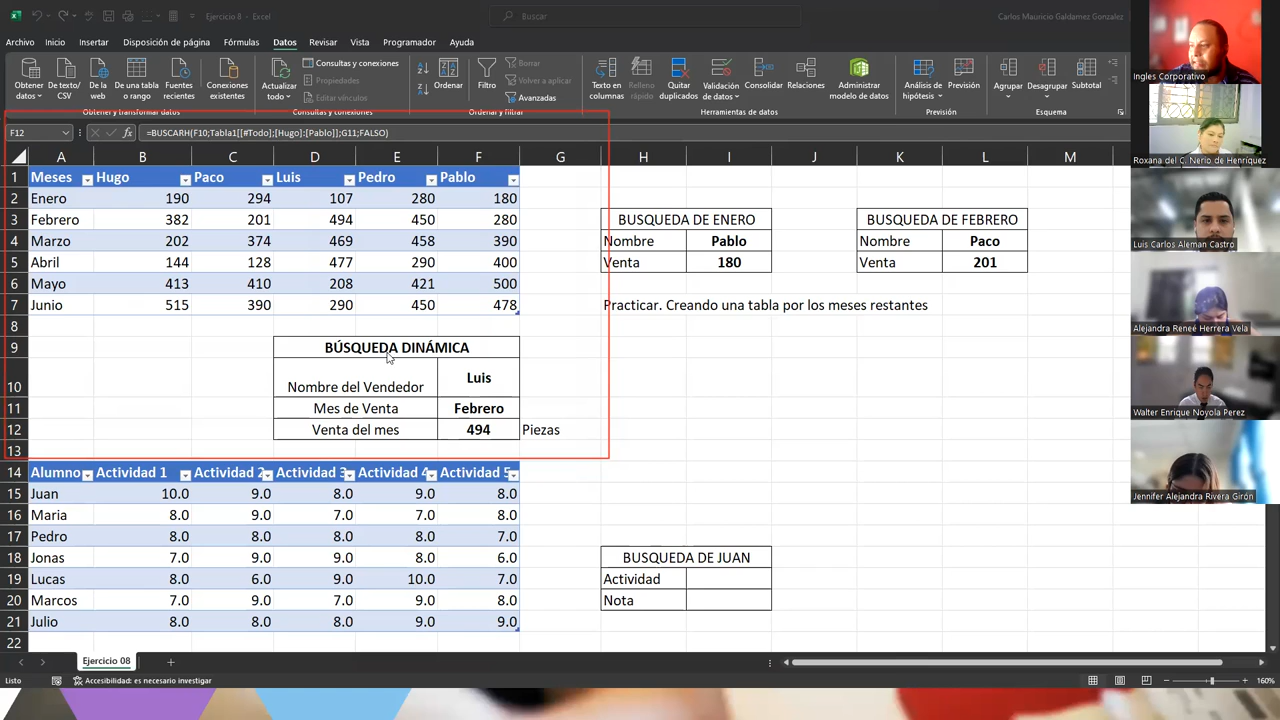 Ejercicio 8 - Excel
Buscar
Carlos Mauricio Galdamez Gonzalez
Archivo Inicio Insertar Disposición de página Fórmulas Datos Revisar Vista Programador Ayuda
Obtener datos
De texto/CSV
De la web
De una tabla o rango
Fuentes recientes
Conexiones existentes
Obtener y transformar datos
Actualizar todo
Consultas y conexiones
Propiedades
Editar vínculos
Consultas y conexiones
Ordenar
Filtro
Borrar
Volver a aplicar
Avanzadas
Ordenar y filtrar
Texto en columnas
Relleno rápido
Quitar duplicados
Validación de datos
Consolidar
Relaciones
Administrar modelo de datos
Herramientas de datos
Análisis de hipótesis
Previsión
Previsión
Agrupar
Desagrupar
Subtotal
Esquema
F12 fx =BUSCARH(F10;Tabla1[[#Todo];[Hugo]:[Pablo]];G11;FALSO)
A B C D E F G H I J K L M
1 Meses Hugo Paco Luis Pedro Pablo
2 Enero 190 294 107 280 180
3 Febrero 382 201 494 450 280 BUSQUEDA DE ENERO BUSQUEDA DE FEBRERO
4 Marzo 202 374 469 458 390 Nombre Pablo Nombre Paco
5 Abril 144 128 477 290 400 Venta 180 Venta 201
6 Mayo 413 410 208 421 500
7 Junio 515 390 290 450 478 Practicar. Creando una tabla por los meses restantes
8
9 BÚSQUEDA DINÁMICA
10 Nombre del Vendedor Luis
11 Mes de Venta Febrero
12 Venta del mes 494 Piezas
13
14 Alumno Actividad 1 Actividad 2 Actividad 3 Actividad 4 Actividad 5
15 Juan 10.0 9.0 8.0 9.0 8.0
16 Maria 8.0 9.0 7.0 7.0 8.0
17 Pedro 8.0 8.0 8.0 8.0 7.0
18 Jonas 7.0 9.0 9.0 8.0 6.0 BUSQUEDA DE JUAN
19 Lucas 8.0 6.0 9.0 10.0 7.0 Actividad
20 Marcos 7.0 9.0 8.0 9.0 8.0 Nota
21 Julio 8.0 8.0 8.0 9.0 9.0
22
Ejercicio 08
Listo Accesibilidad: es necesario investigar 160%
Ingles Corporativo
Roxana del C. Nerio de Henríquez
Luis Carlos Aleman Castro
Alejandra Reneé Herrera Vela
Walter Enrique Noyola Perez
Jennifer Alejandra Rivera Girón